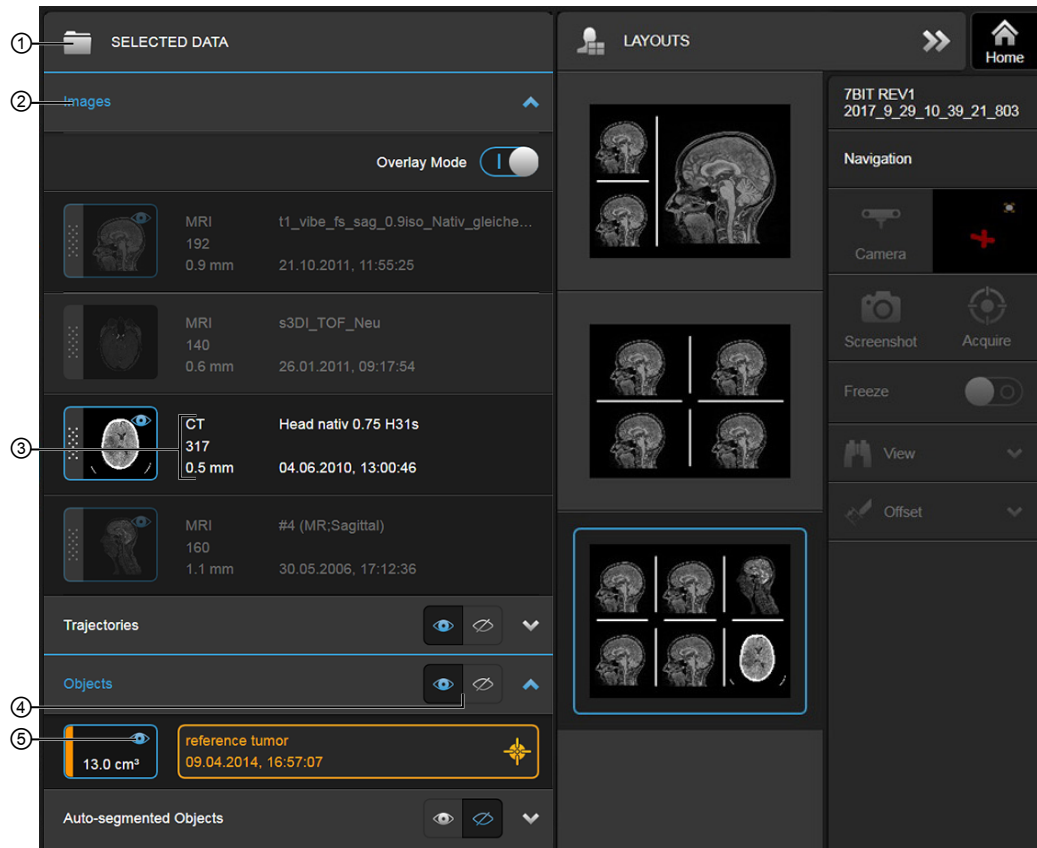 ① SELECTED DATA
② Images
Overlay Mode
MRI t1_vibe_fs_sag_0.9iso_Nativ_gleiche...
192
0.9 mm 21.10.2011, 11:55:25
MRI s3DI_TOF_Neu
140
0.6 mm 26.01.2011, 09:17:54
CT Head nativ 0.75 H31s
③ 317
0.5 mm 04.06.2010, 13:00:46
MRI #4 (MR;Sagittal)
160
1.1 mm 30.05.2006, 17:12:36
Trajectories
Objects
④
⑤ reference tumor
13.0 cm³ 09.04.2014, 16:57:07
Auto-segmented Objects
LAYOUTS
Home
7BIT REV1
2017_9_29_10_39_21_803
Navigation
Camera
Screenshot Acquire
Freeze
View
Offset